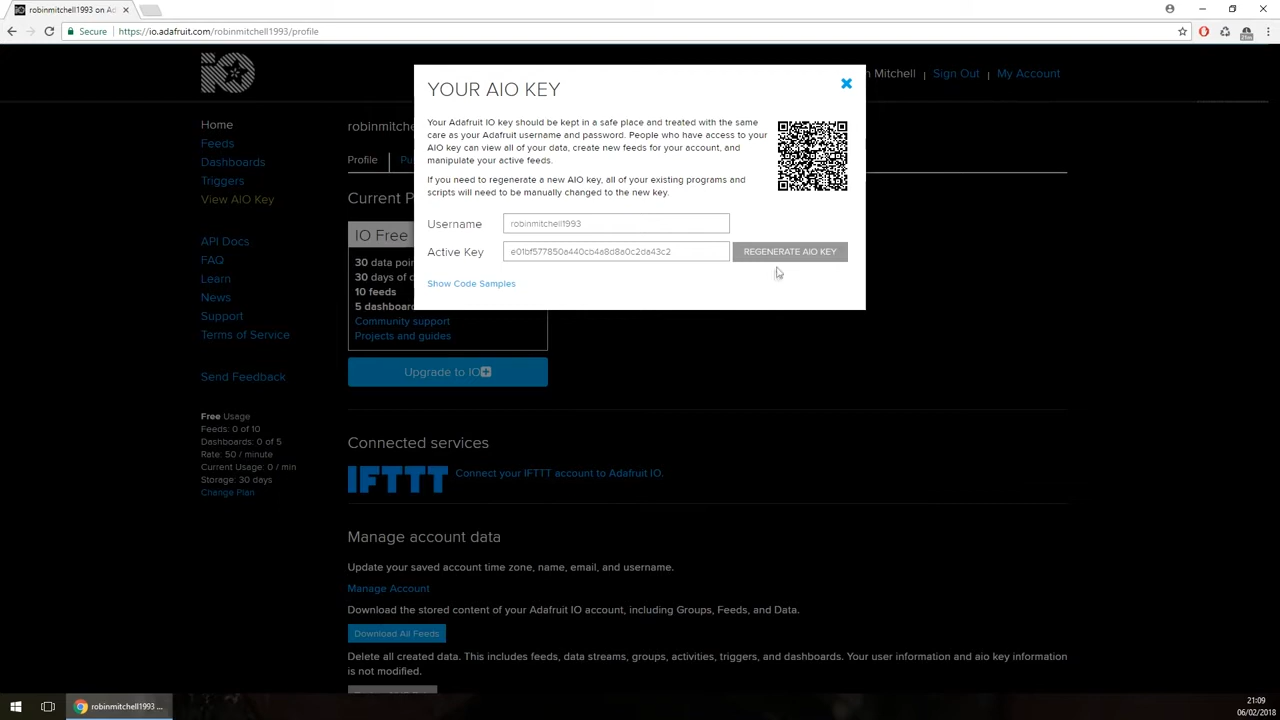 robinmitchell1993 on Ad
Secure
https://io.adafruit.com/robinmitchell1993/profile
Mitchell | Sign Out | My Account
YOUR AIO KEY
Your Adafruit IO key should be kept in a safe place and treated with the same
care as your Adafruit username and password. People who have access to your
AIO key can view all of your data, create new feeds for your account, and
manipulate your active feeds.
If you need to regenerate a new AIO key, all of your existing programs and
scripts will need to be manually changed to the new key.
Username robinmitchell1993
Active Key e01bf577850a440cb4a8d8a0c2da43c2 REGENERATE AIO KEY
Show Code Samples
Home
Feeds
Dashboards
Triggers
View AIO Key
API Docs
FAQ
Learn
News
Support
Terms of Service
Send Feedback
Free Usage
Feeds: 0 of 10
Dashboards: 0 of 5
Rate: 50 / minute
Current Usage: 0 / min
Storage: 30 days
Change Plan
robinmitche
Profile
Pu
Current P
IO Free
30 data poin
30 days of d
10 feeds
5 dashboard
Community support
Projects and guides
Upgrade to IO+
Connected services
IFTTT Connect your IFTTT account to Adafruit IO.
Manage account data
Update your saved account time zone, name, email, and username.
Manage Account
Download the stored content of your Adafruit IO account, including Groups, Feeds, and Data.
Download All Feeds
Delete all created data. This includes feeds, data streams, groups, activities, triggers, and dashboards. Your user information and aio key information
is not modified.
robinmitchell1993 ...
21:09
06/02/2018